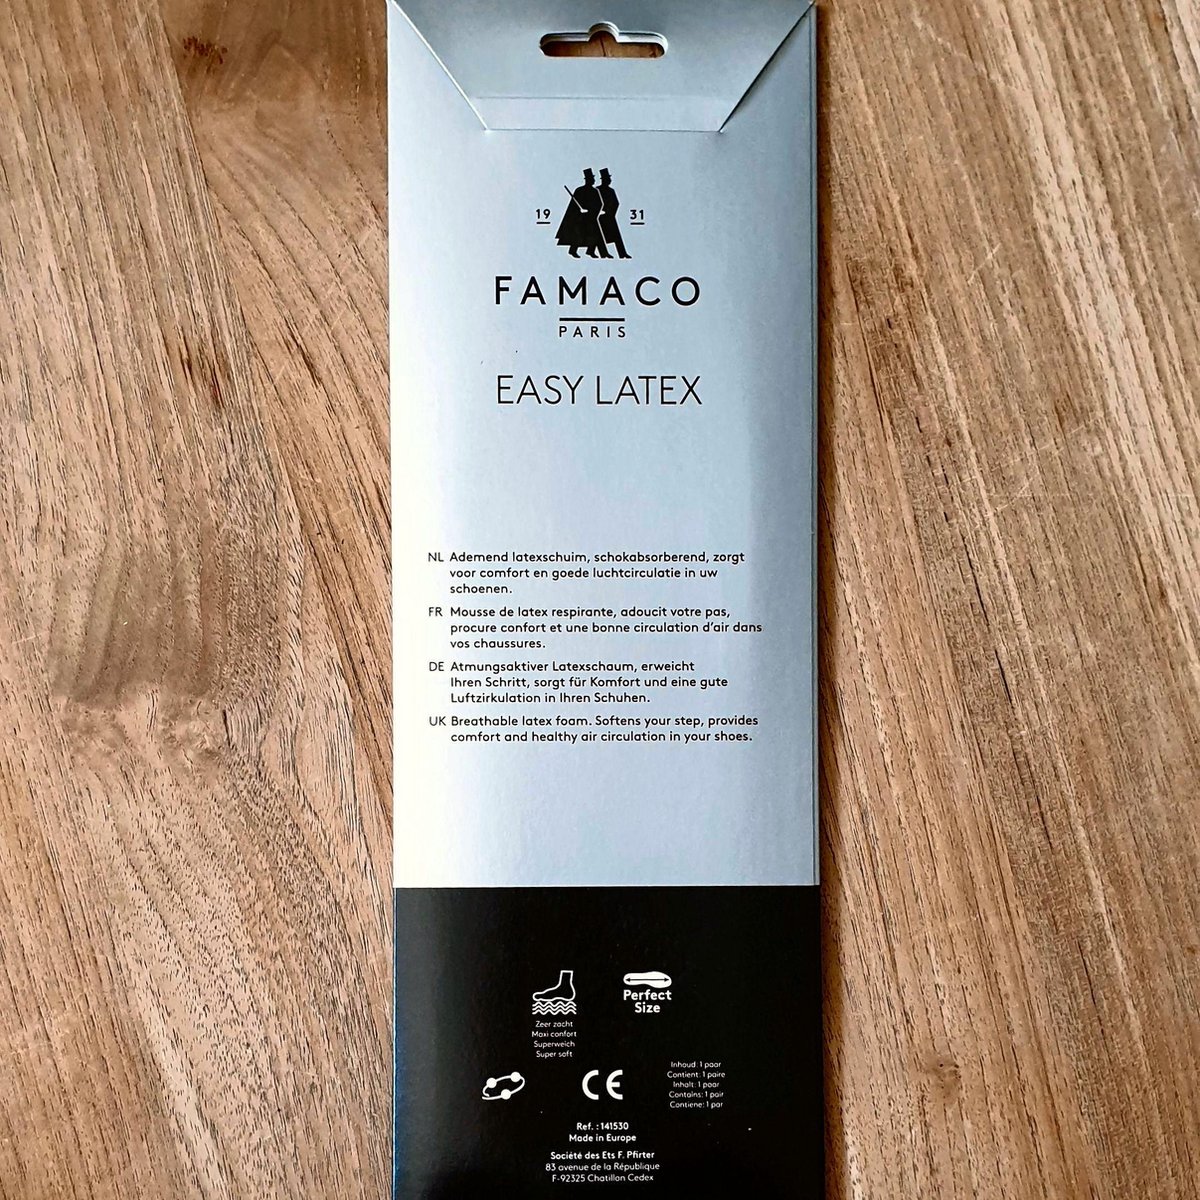 19 31
FAMACO
PARIS
EASY LATEX
NL Ademend latexschuim, schokabsorberend, zorgt
voor comfort en goede luchtcirculatie in uw
schoenen.
FR Mousse de latex respirante, adoucit votre pas,
procure confort et une bonne circulation d'air dans
vos chaussures.
DE Atmungsaktiver Latexschaum, erweicht
Ihren Schritt, sorgt für Komfort und eine gute
Luftzirkulation in Ihren Schuhen.
UK Breathable latex foam. Softens your step, provides
comfort and healthy air circulation in your shoes.
Zeer zacht
Maxi confort
Superweich
Super soft
Perfect
Size
CE
Inhoud: 1 paar
Contient: 1 paire
Inhalt: 1 paar
Contains: 1 pair
Contiene: 1 par
Ref. : 141530
Made in Europe
Société des Ets F. Pfirter
83 avenue de la République
F-92325 Chatillon Cedex